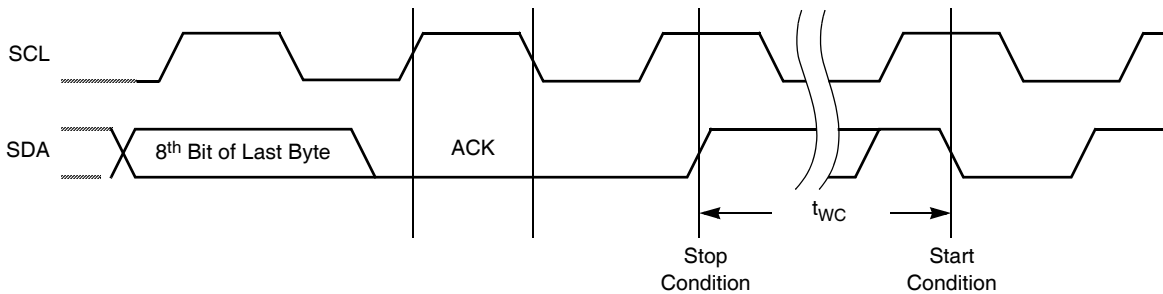 SCL
SDA
8th Bit of Last Byte
ACK
tWC
Stop
Condition
Start
Condition